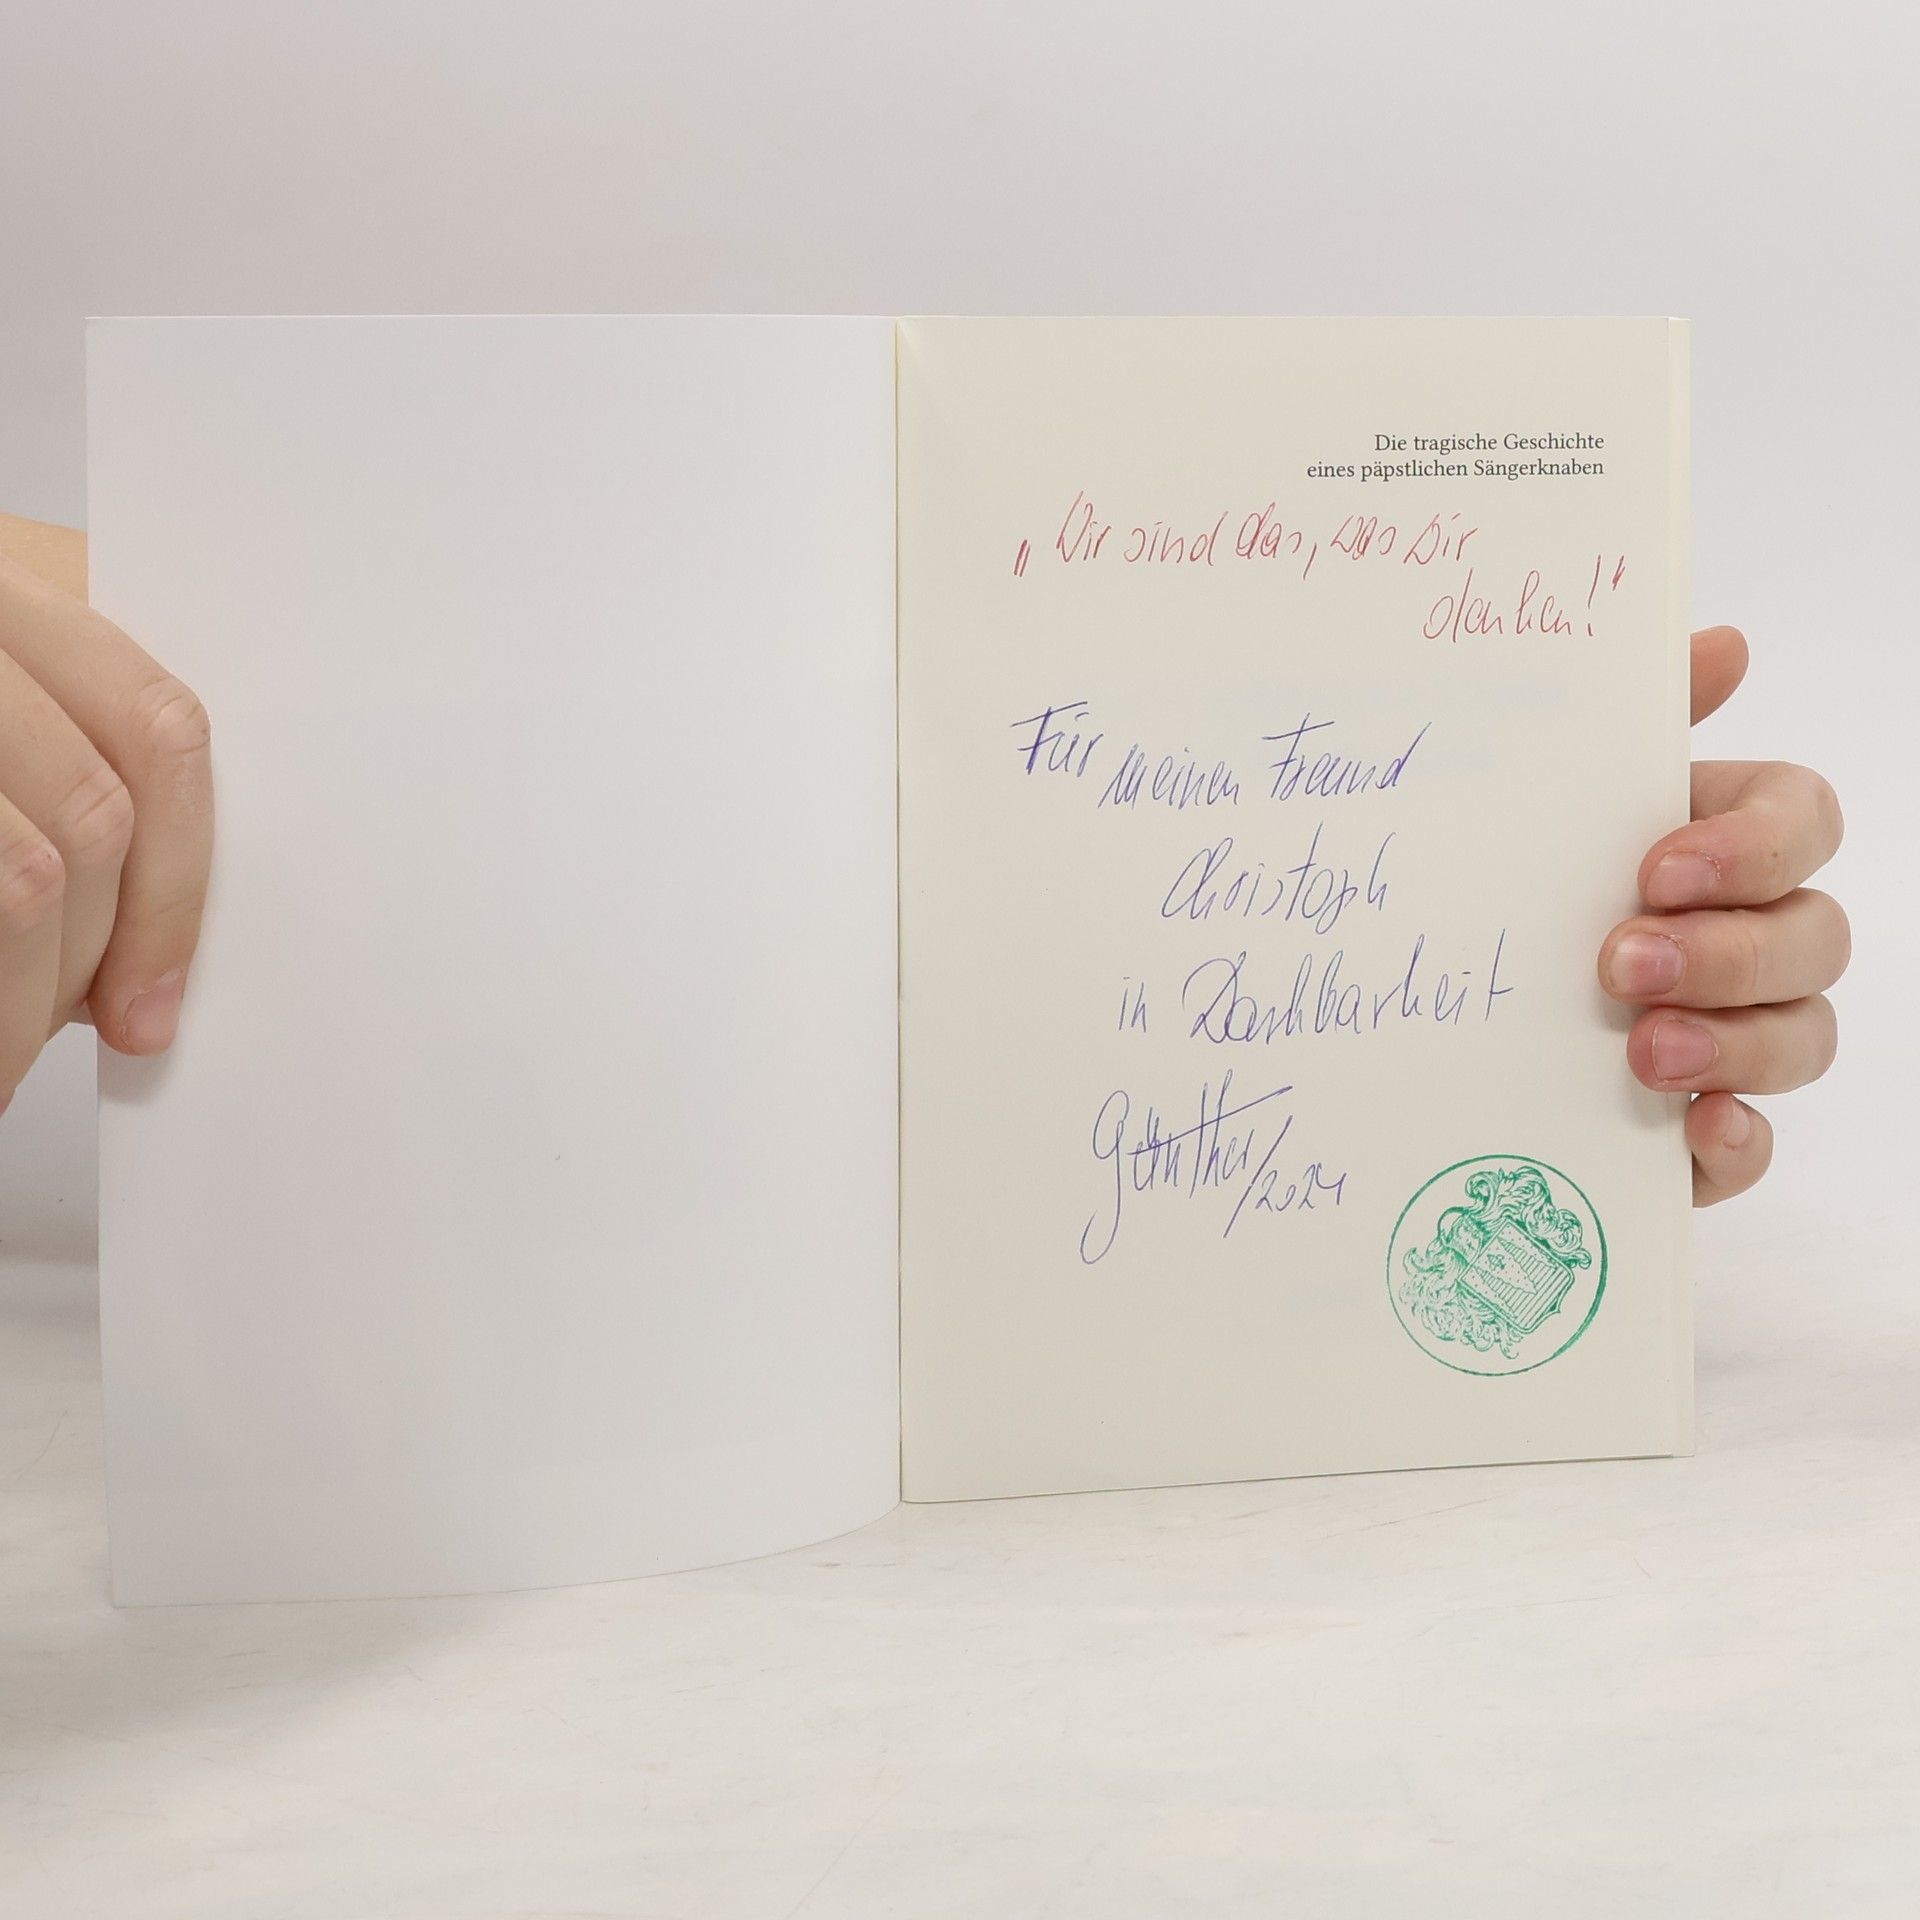 Die tragische Geschichte
eines päpstlichen Sängerknaben
„Wir sind das, was Wir
denken!"
Für meinen Freund
Christoph
in Dankbarkeit
Günther/2024